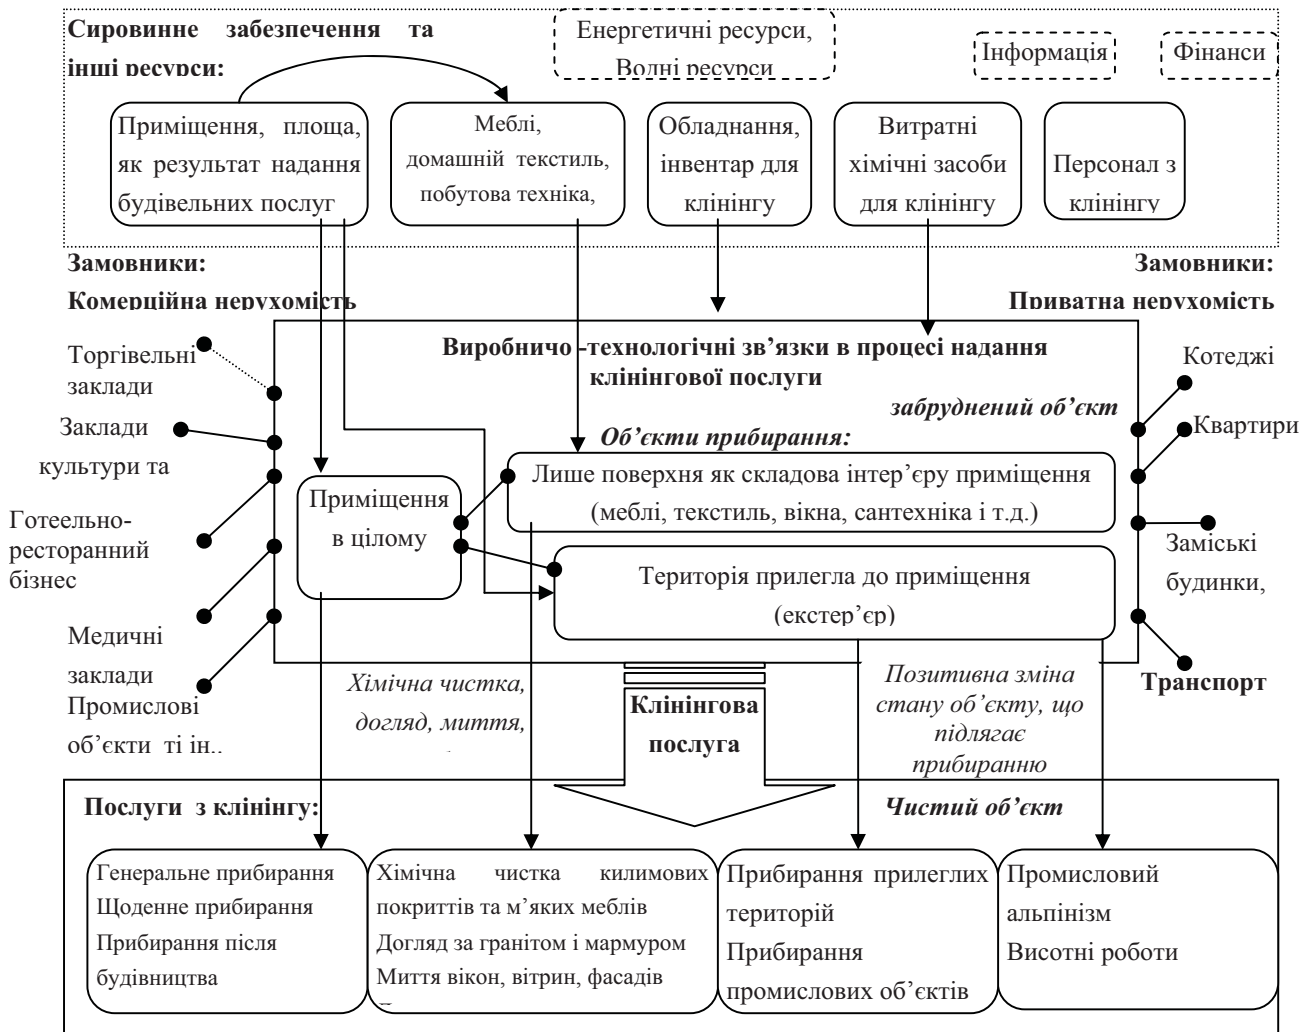 Сировинне забезпечення та
інші ресурси:
Енергетичні ресурси,
Водні ресурси
Інформація
Фінанси
Приміщення, площа,
як результат надання
будівельних послуг
Меблі,
домашній текстиль,
побутова техніка,
Обладнання,
інвентар для
клінінгу
Витратні
хімічні засоби
для клінінгу
Персонал з
клінінгу
Замовники:
Комерційна нерухомість
Замовники:
Приватна нерухомість
Торгівельні
заклади
Заклади
культури та
Готеельно-
ресторанний
бізнес
Медичні
заклади
Промислові
об’єкти ті ін..
Виробничо -технологічні зв’язки в процесі надання
клінінгової послуги
забруднений об’єкт
Об’єкти прибирання:
Приміщення
в цілому
Лише поверхня як складова інтер’єру приміщення
(меблі, текстиль, вікна, сантехніка і т.д.)
Територія прилегла до приміщення
(екстер’єр)
Котеджі
Квартири
Заміські
будинки,
Транспорт
Хімічна чистка,
догляд, миття,
Клінінгова
послуга
Позитивна зміна
стану об’єкту, що
підлягає
прибиранню
Послуги з клінінгу:
Чистий об’єкт
Генеральне прибирання
Щоденне прибирання
Прибирання після
будівництва
Хімічна чистка килимових
покриттів та м’яких меблів
Догляд за гранітом і мармуром
Миття вікон, вітрин, фасадів
Прибирання прилеглих
територій
Прибирання
промислових об’єктів
Промисловий
альпінізм
Висотні роботи